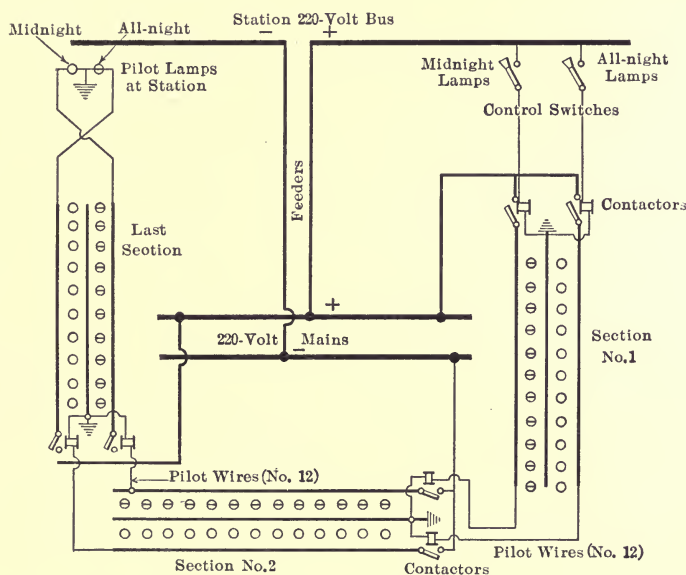 Station 220-Volt Bus
− +
Midnight All-night
Pilot Lamps
at Station
Midnight
Lamps
All-night
Lamps
Control Switches
Feeders
Contactors
Last
Section
+
220-Volt − Mains
Section
No.1
Pilot Wires (No. 12)
Section No.2
Contactors
Pilot Wires (No. 12)